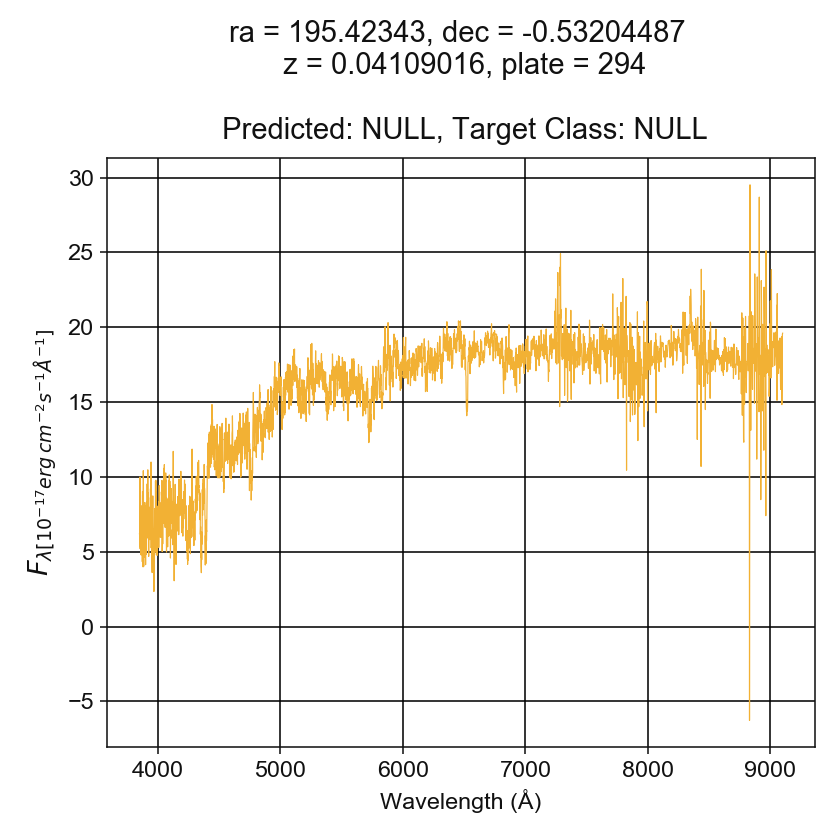 ra = 195.42343, dec = -0.53204487
z = 0.04109016, plate = 294
Predicted: NULL, Target Class: NULL
30
25
20
15
10
5
0
−5
F_{λ[10^{−17} erg cm^{−2} s^{−1} Å^{−1}]}
4000 5000 6000 7000 8000 9000
Wavelength (Å)